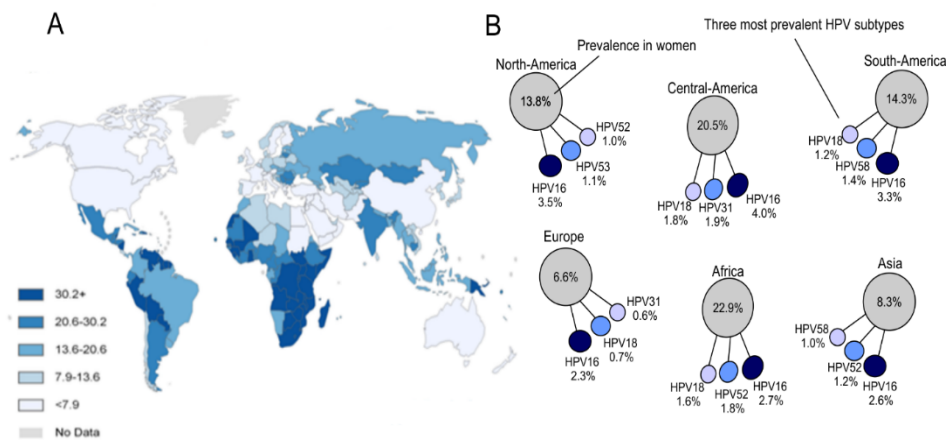 A
30.2+
20.6-30.2
13.6-20.6
7.9-13.6
<7.9
No Data
B
Three most prevalent HPV subtypes
Prevalence in women
North-America
13.8%
HPV52
1.0%
HPV53
1.1%
HPV16
3.5%
Central-America
20.5%
HPV18
1.8%
HPV31
1.9%
HPV16
4.0%
South-America
14.3%
HPV18
1.2%
HPV58
1.4%
HPV16
3.3%
Europe
6.6%
HPV31
0.6%
HPV18
0.7%
HPV16
2.3%
Africa
22.9%
HPV18
1.6%
HPV52
1.8%
HPV16
2.7%
Asia
8.3%
HPV58
1.0%
HPV52
1.2%
HPV16
2.6%